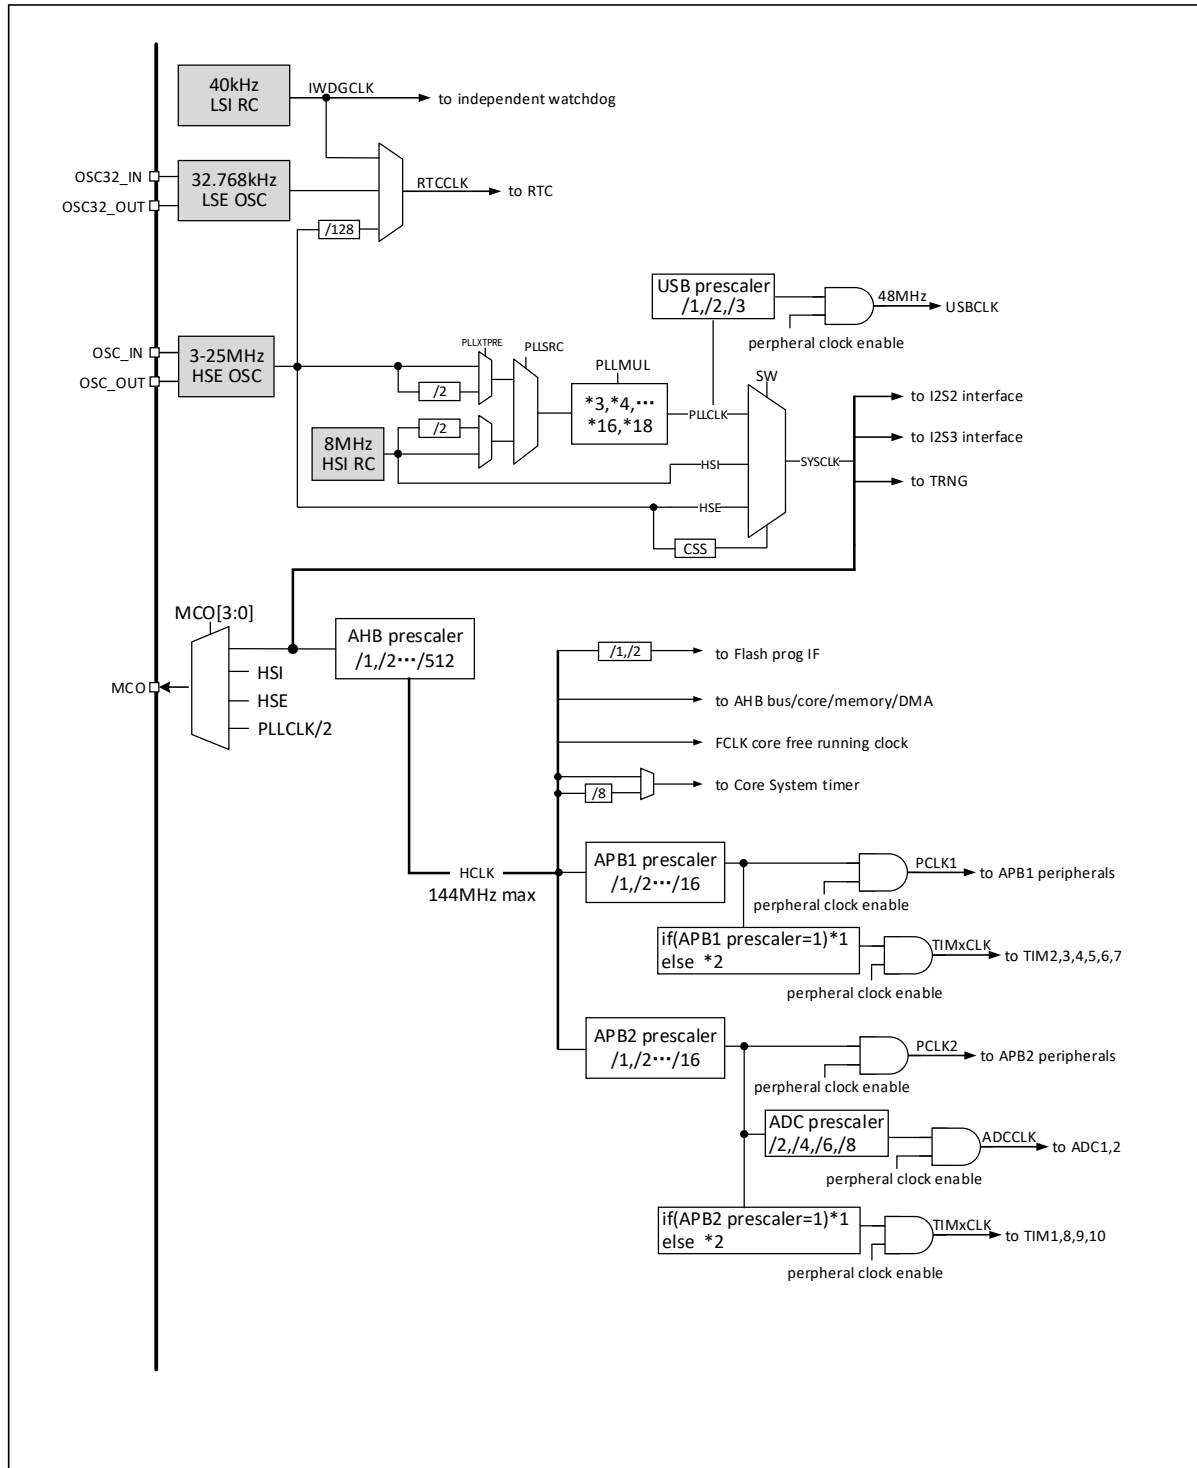 40kHz
LSI RC
IWDGCLK
to independent watchdog
OSC32_IN
OSC32_OUT
32.768kHz
LSE OSC
RTCCLK
to RTC
/128
USB prescaler
/1,/2,/3
48MHz
USBCLK
perpheral clock enable
OSC_IN
OSC_OUT
3-25MHz
HSE OSC
PLLXTPRE
PLLSRC
/2
PLLMUL
*3,*4,···
*16,*18
PLLCLK
SW
8MHz
HSI RC
/2
HSI
HSE
CSS
SYSCLK
to I2S2 interface
to I2S3 interface
to TRNG
MCO[3:0]
HSI
HSE
PLLCLK/2
MCO
AHB prescaler
/1,/2···/512
/1,/2
to Flash prog IF
to AHB bus/core/memory/DMA
FCLK core free running clock
/8
to Core System timer
HCLK
144MHz max
APB1 prescaler
/1,/2···/16
PCLK1
to APB1 peripherals
perpheral clock enable
if(APB1 prescaler=1)*1
else *2
TIMxCLK
to TIM2,3,4,5,6,7
perpheral clock enable
APB2 prescaler
/1,/2···/16
PCLK2
to APB2 peripherals
perpheral clock enable
ADC prescaler
/2,/4,/6,/8
ADCCLK
to ADC1,2
perpheral clock enable
if(APB2 prescaler=1)*1
else *2
TIMxCLK
to TIM1,8,9,10
perpheral clock enable